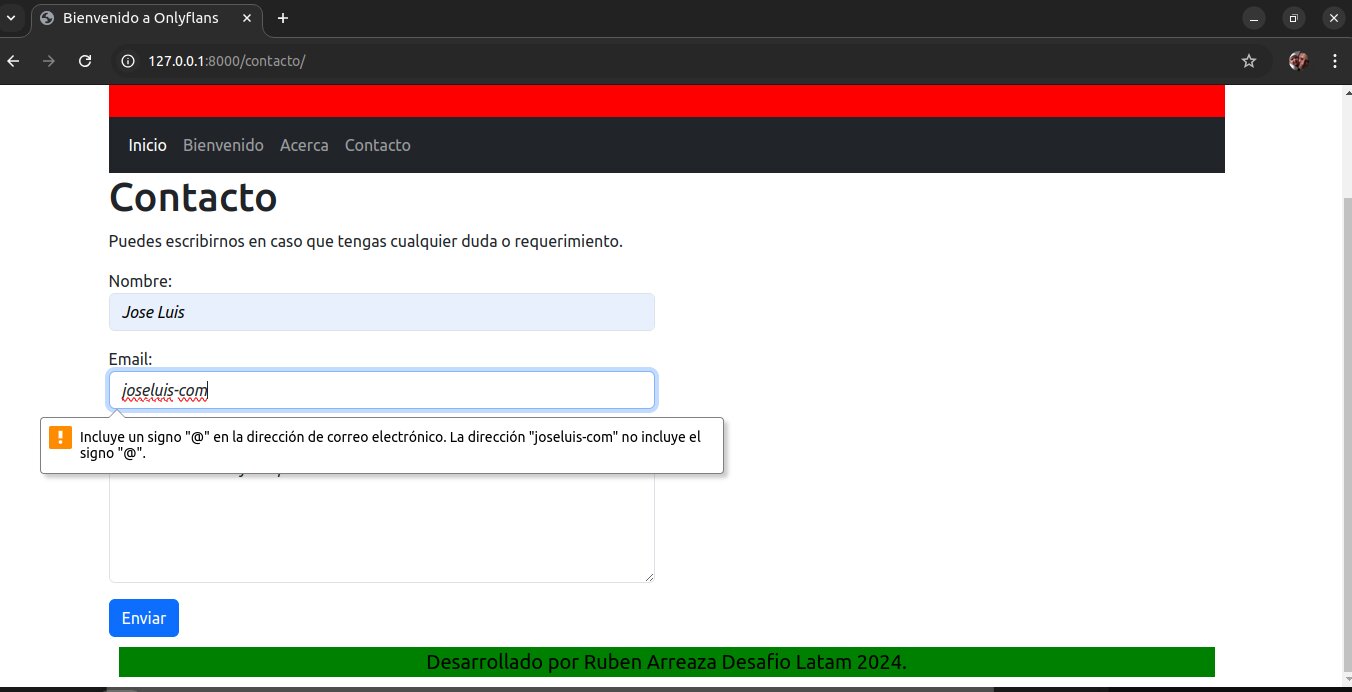 Bienvenido a Onlyflans
127.0.0.1:8000/contacto/
Inicio Bienvenido Acerca Contacto
Contacto
Puedes escribirnos en caso que tengas cualquier duda o requerimiento.
Nombre:
Jose Luis
Email:
joseluis-com
Incluye un signo "@" en la dirección de correo electrónico. La dirección "joseluis-com" no incluye el
signo "@".
Enviar
Desarrollado por Ruben Arreaza Desafio Latam 2024.